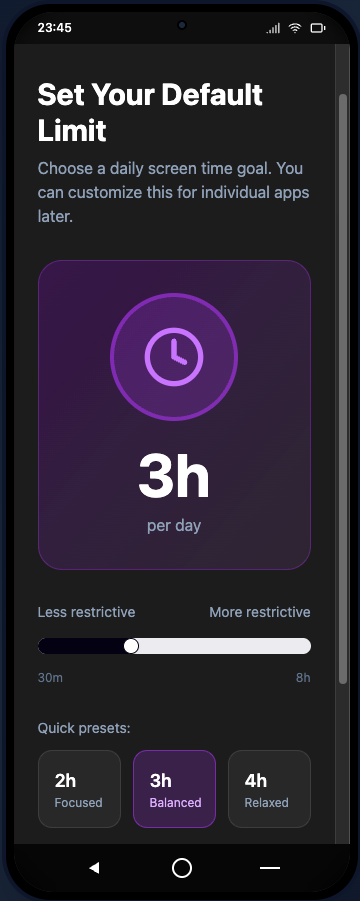 23:45
Set Your Default
Limit
Choose a daily screen time goal. You
can customize this for individual apps
later.
3h
per day
Less restrictive More restrictive
30m 8h
Quick presets:
2h 3h 4h
Focused Balanced Relaxed